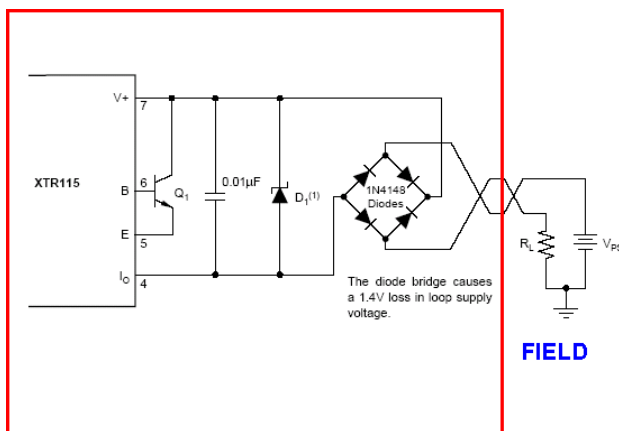 V+
7
XTR115
B
6
Q1
0.01µF
D1(1)
1N4148
Diodes
E
5
IO
4
The diode bridge causes
a 1.4V loss in loop supply
voltage.
RL
VPS
FIELD